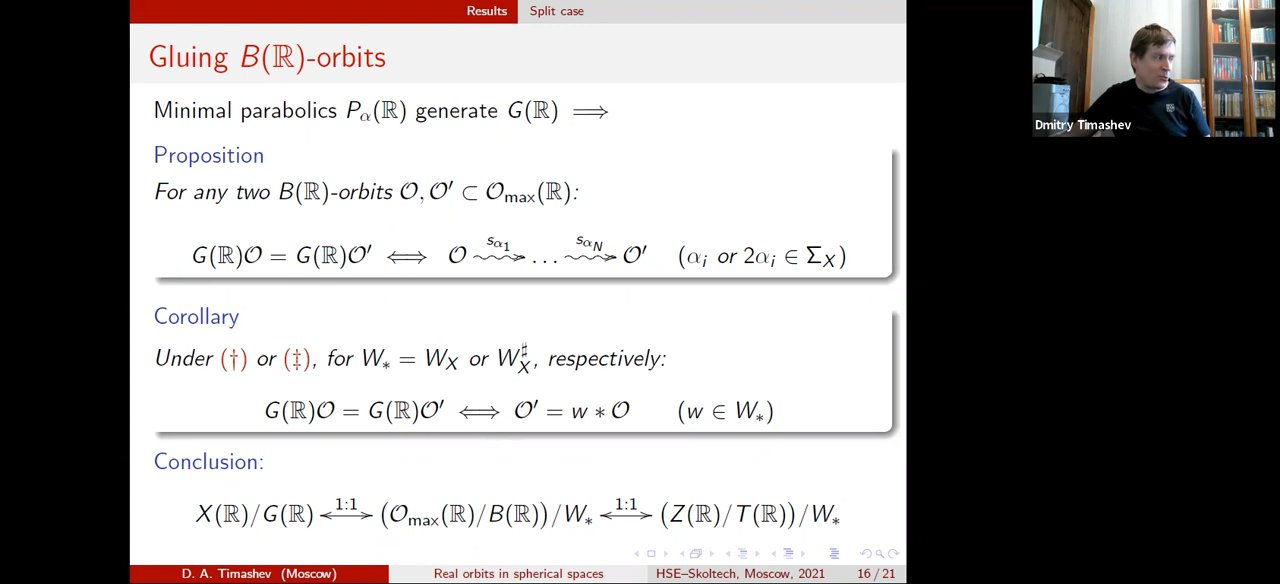 Results Split case
Gluing B(ℝ)-orbits
Minimal parabolics P_α(ℝ) generate G(ℝ) ⟹
Proposition
For any two B(ℝ)-orbits 𝒪, 𝒪′ ⊂ 𝒪_max(ℝ):
G(ℝ)𝒪 = G(ℝ)𝒪′ ⟺ 𝒪 ⇝^{s_{α_1}} … ⇝^{s_{α_N}} 𝒪′ (α_i or 2α_i ∈ Σ_X)
Corollary
Under (†) or (‡), for W_* = W_X or W_X^♯, respectively:
G(ℝ)𝒪 = G(ℝ)𝒪′ ⟺ 𝒪′ = w ∗ 𝒪 (w ∈ W_*)
Conclusion:
X(ℝ)/G(ℝ) ⟷^{1:1} (𝒪_max(ℝ)/B(ℝ))/W_* ⟷^{1:1} (Z(ℝ)/T(ℝ))/W_*
D. A. Timashev (Moscow) Real orbits in spherical spaces HSE–Skoltech, Moscow, 2021 16 / 21
Dmitry Timashev